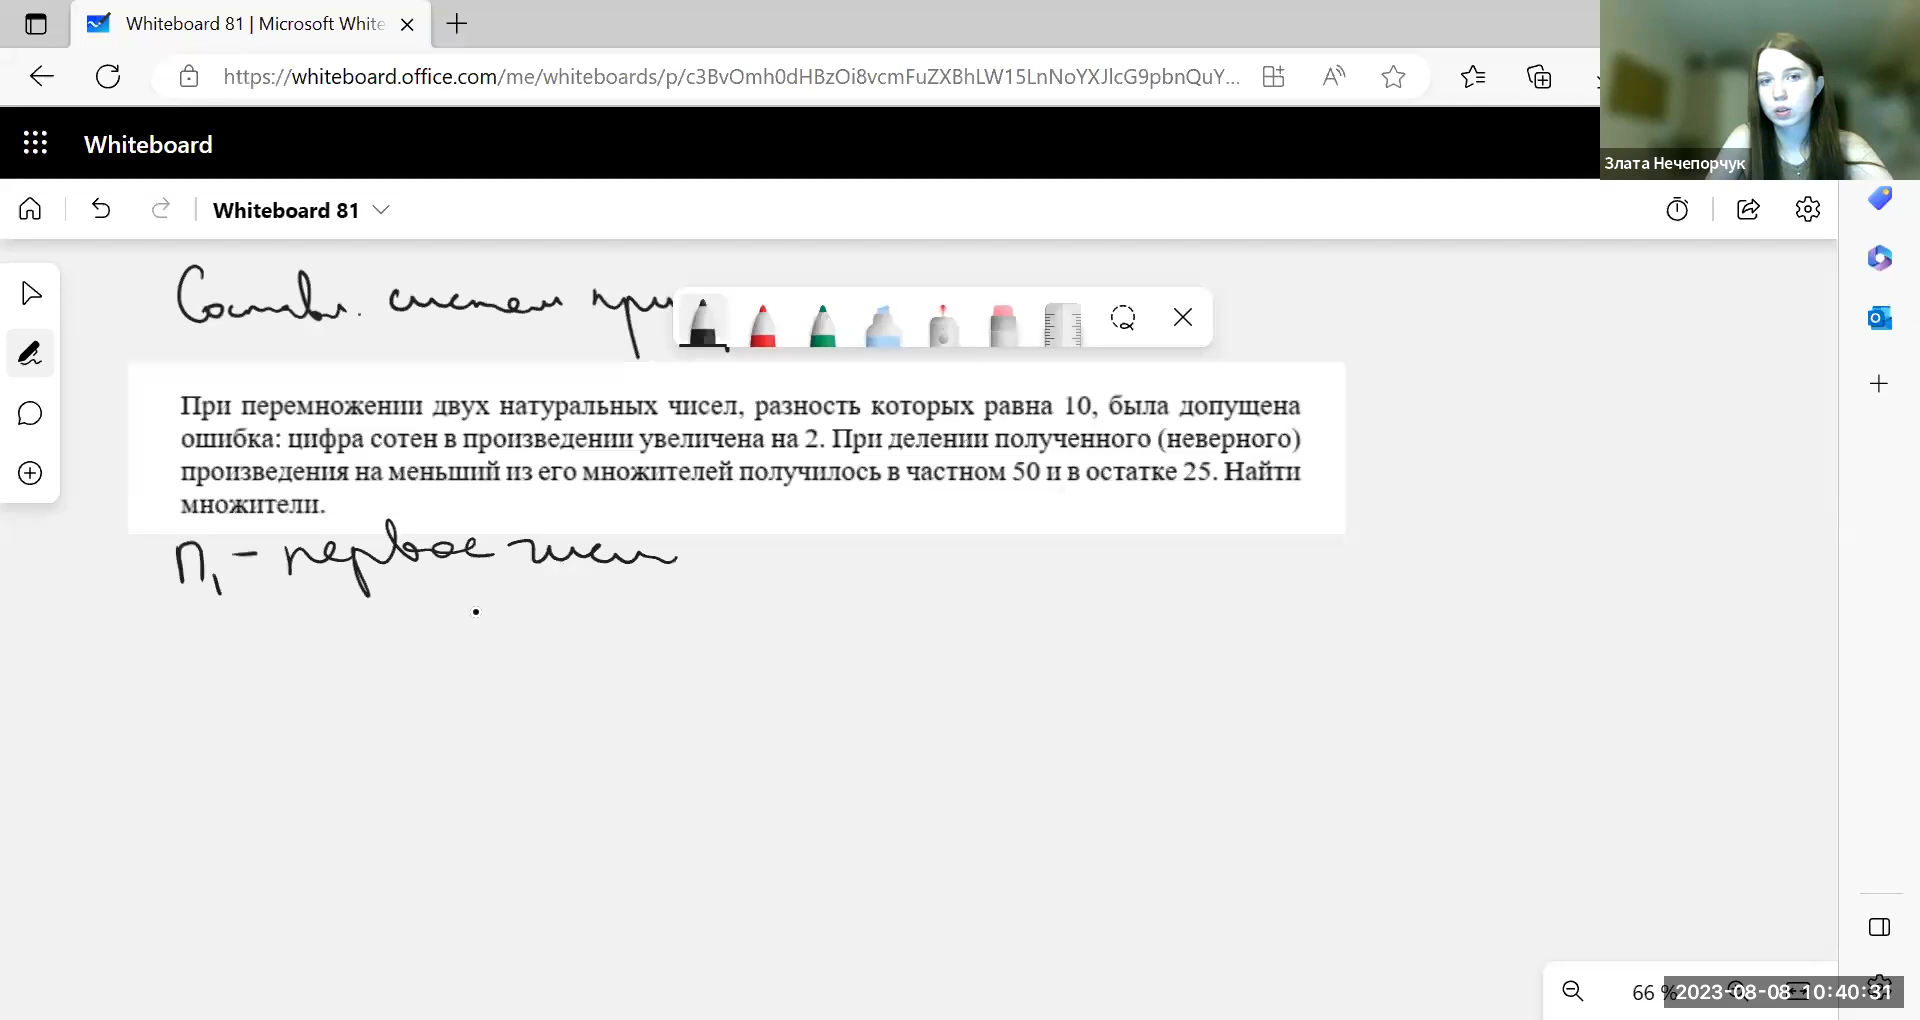 Whiteboard 81 | Microsoft White
https://whiteboard.office.com/me/whiteboards/p/c3BvOmh0dHBzOi8vcmFuZXBhLW15LnNoYXJlcG9pbnQuY...
Злата Нечепорчук
Whiteboard
Whiteboard 81
При перемножении двух натуральных чисел, разность которых равна 10, была допущена
ошибка: цифра сотен в произведении увеличена на 2. При делении полученного (неверного)
произведения на меньший из его множителей получилось в частном 50 и в остатке 25. Найти
множители.
n₁ - первое
66 %
2023-08-08 10:40:31